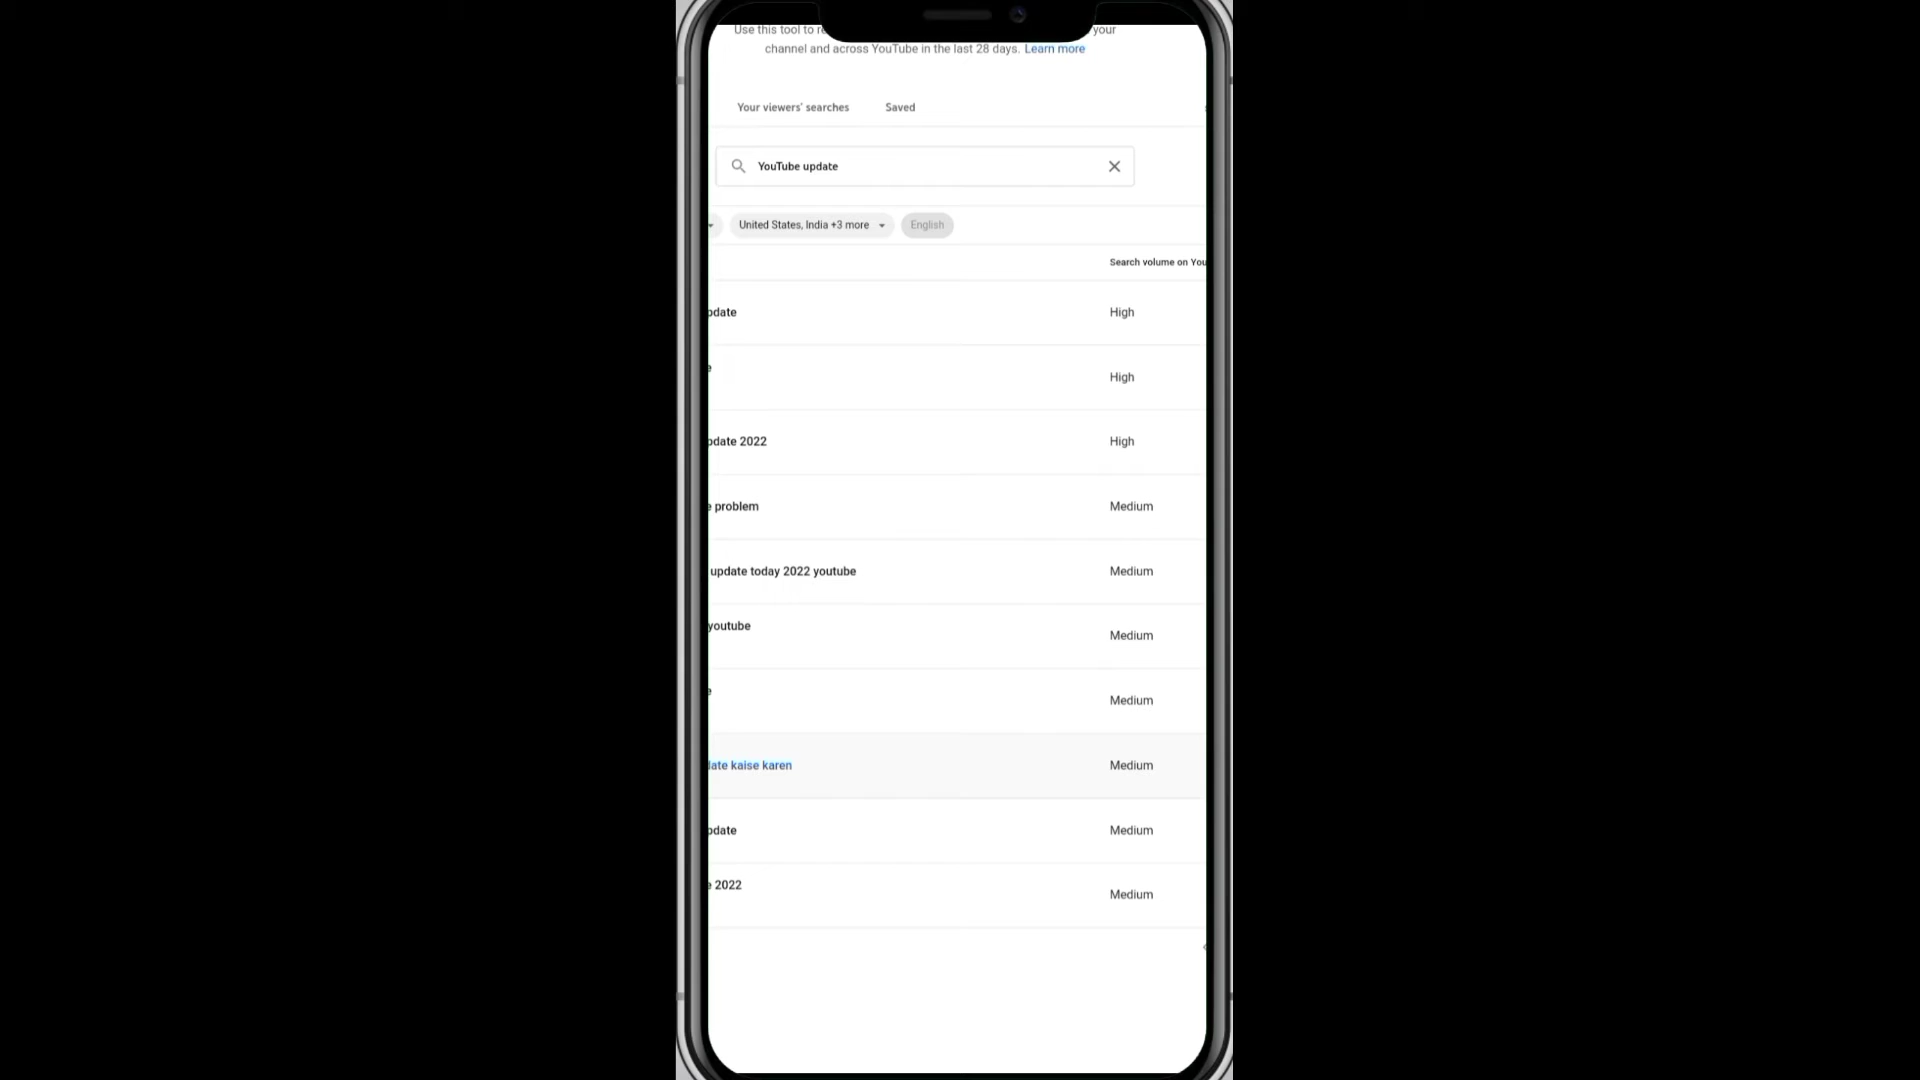 Use this tool to your
channel and across YouTube in the last 28 days. Learn more
Your viewers' searches Saved
YouTube update
United States, India +3 more English
Search volume on You
pdate High
e High
pdate 2022 High
e problem Medium
update today 2022 youtube Medium
youtube Medium
e Medium
date kaise karen Medium
pdate Medium
e 2022 Medium